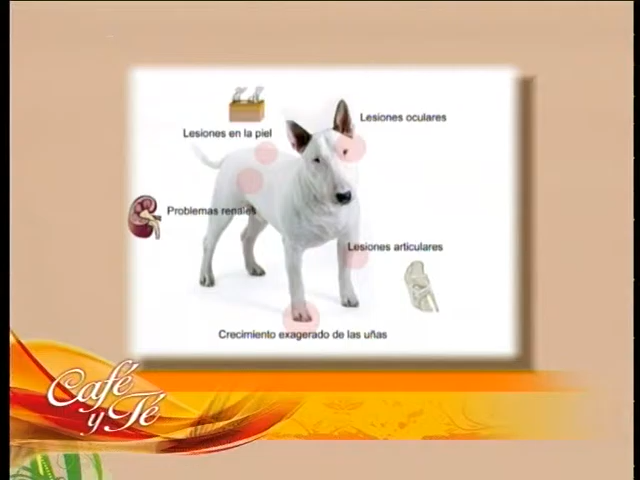 Lesiones oculares
Lesiones en la piel
Problemas renales
Lesiones articulares
Crecimiento exagerado de las uñas
Café
y Té